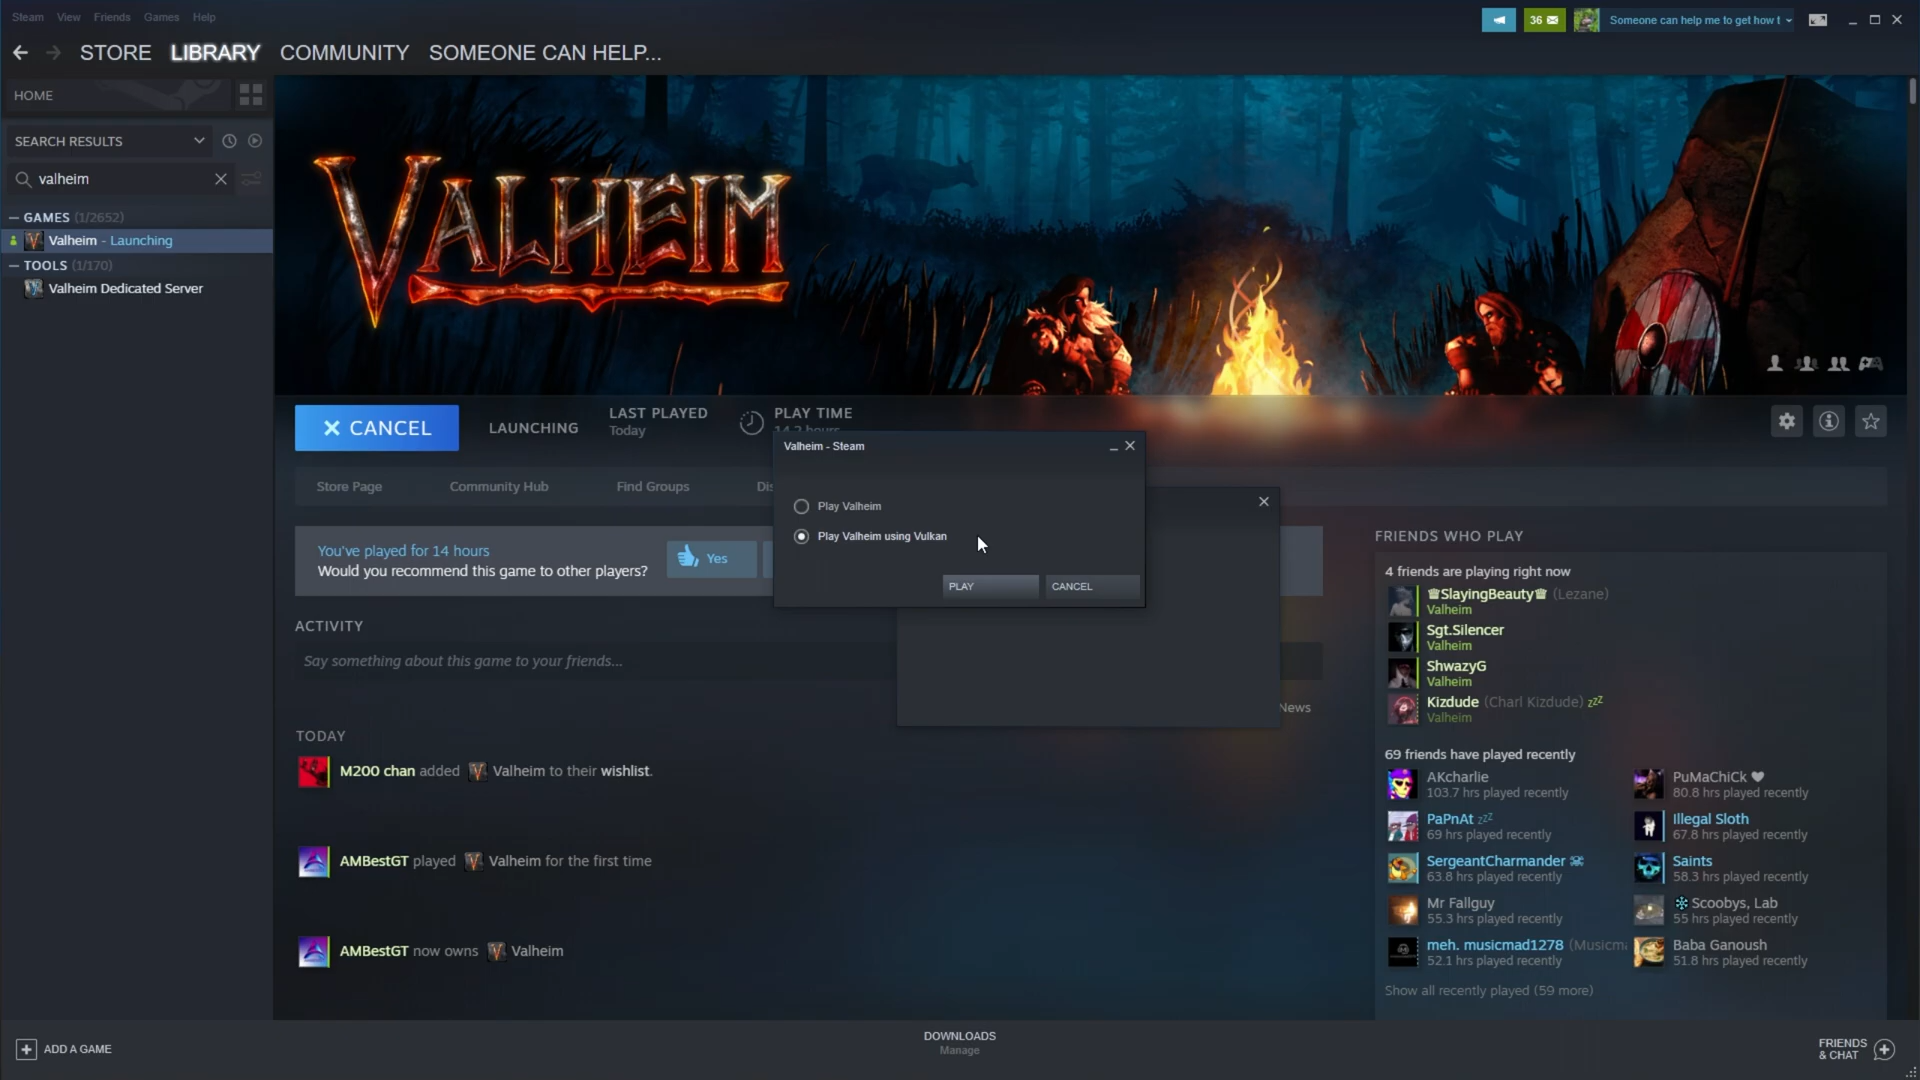 Steam View Friends Games Help
36
Someone can help me to get how t
STORE LIBRARY COMMUNITY SOMEONE CAN HELP...
HOME
SEARCH RESULTS
valheim
GAMES (1/2652)
Valheim - Launching
TOOLS (1/170)
Valheim Dedicated Server
VALHEIM
CANCEL
LAUNCHING
LAST PLAYED
Today
PLAY TIME
14.2 hours
Valheim - Steam
Play Valheim
Play Valheim using Vulkan
PLAY
CANCEL
Store Page
Community Hub
Find Groups
Dis
You've played for 14 hours
Would you recommend this game to other players?
Yes
ACTIVITY
Say something about this game to your friends...
News
TODAY
M200 chan added Valheim to their wishlist.
AMBestGT played Valheim for the first time
AMBestGT now owns Valheim
FRIENDS WHO PLAY
4 friends are playing right now
♛SlayingBeauty♛ (Lezane)
Valheim
Sgt.Silencer
Valheim
ShwazyG
Valheim
Kizdude (Charl Kizdude) zzZ
Valheim
69 friends have played recently
AKcharlie
103.7 hrs played recently
PuMaChiCk ♥
80.8 hrs played recently
PaPnAt zzZ
69 hrs played recently
Illegal Sloth
67.8 hrs played recently
SergeantCharmander ☠
63.8 hrs played recently
Saints
58.3 hrs played recently
Mr Fallguy
55.3 hrs played recently
❄Scoobys, Lab
55 hrs played recently
meh. musicmad1278 (Musicm
52.1 hrs played recently
Baba Ganoush
51.8 hrs played recently
Show all recently played (59 more)
ADD A GAME
DOWNLOADS
Manage
FRIENDS
& CHAT